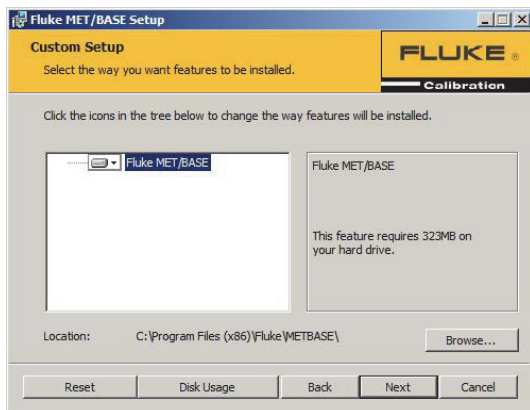 Fluke MET/BASE Setup
Custom Setup
Select the way you want features to be installed.
FLUKE ®
Calibration
Click the icons in the tree below to change the way features will be installed.
Fluke MET/BASE
Fluke MET/BASE
This feature requires 323MB on
your hard drive.
Location: C:\Program Files (x86)\Fluke\METBASE\
Browse...
Reset Disk Usage Back Next Cancel